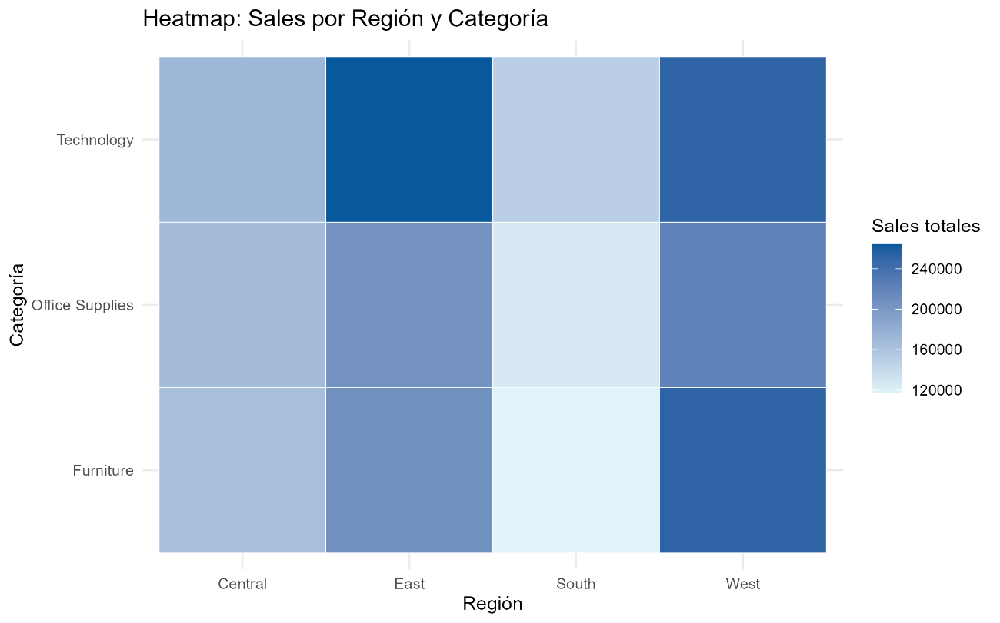 Heatmap: Sales por Región y Categoría
Categoría
Technology
Office Supplies
Furniture
Central
East
South
West
Región
Sales totales
240000
200000
160000
120000